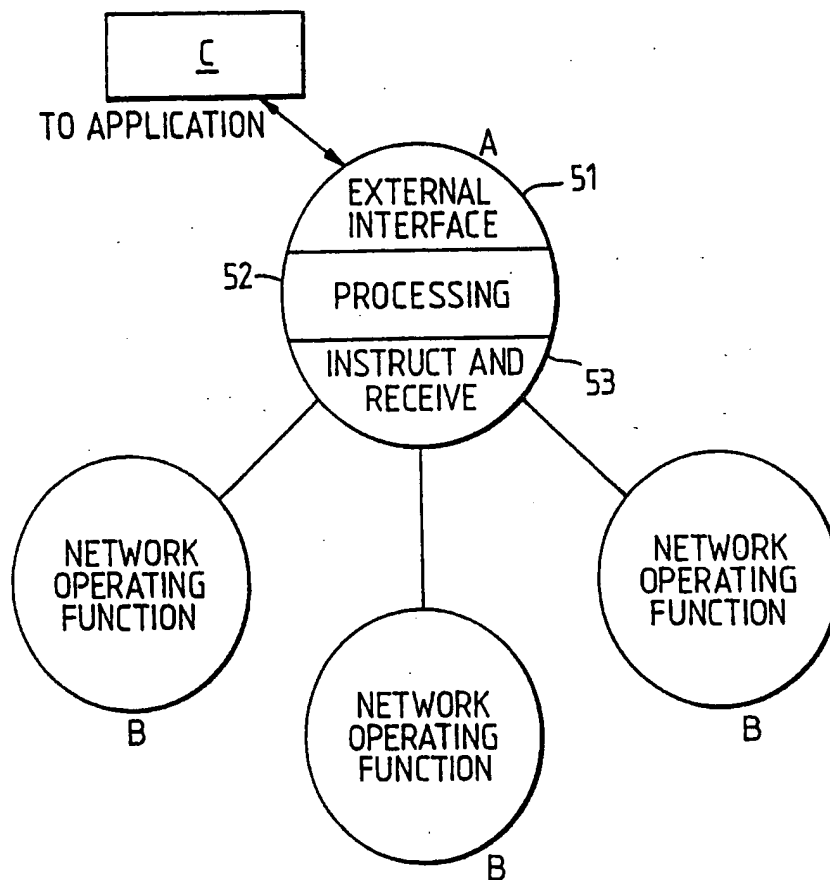 C
TO APPLICATION
A
51
EXTERNAL
INTERFACE
52
PROCESSING
INSTRUCT AND
RECEIVE
53
NETWORK
OPERATING
FUNCTION
B
NETWORK
OPERATING
FUNCTION
B
NETWORK
OPERATING
FUNCTION
B